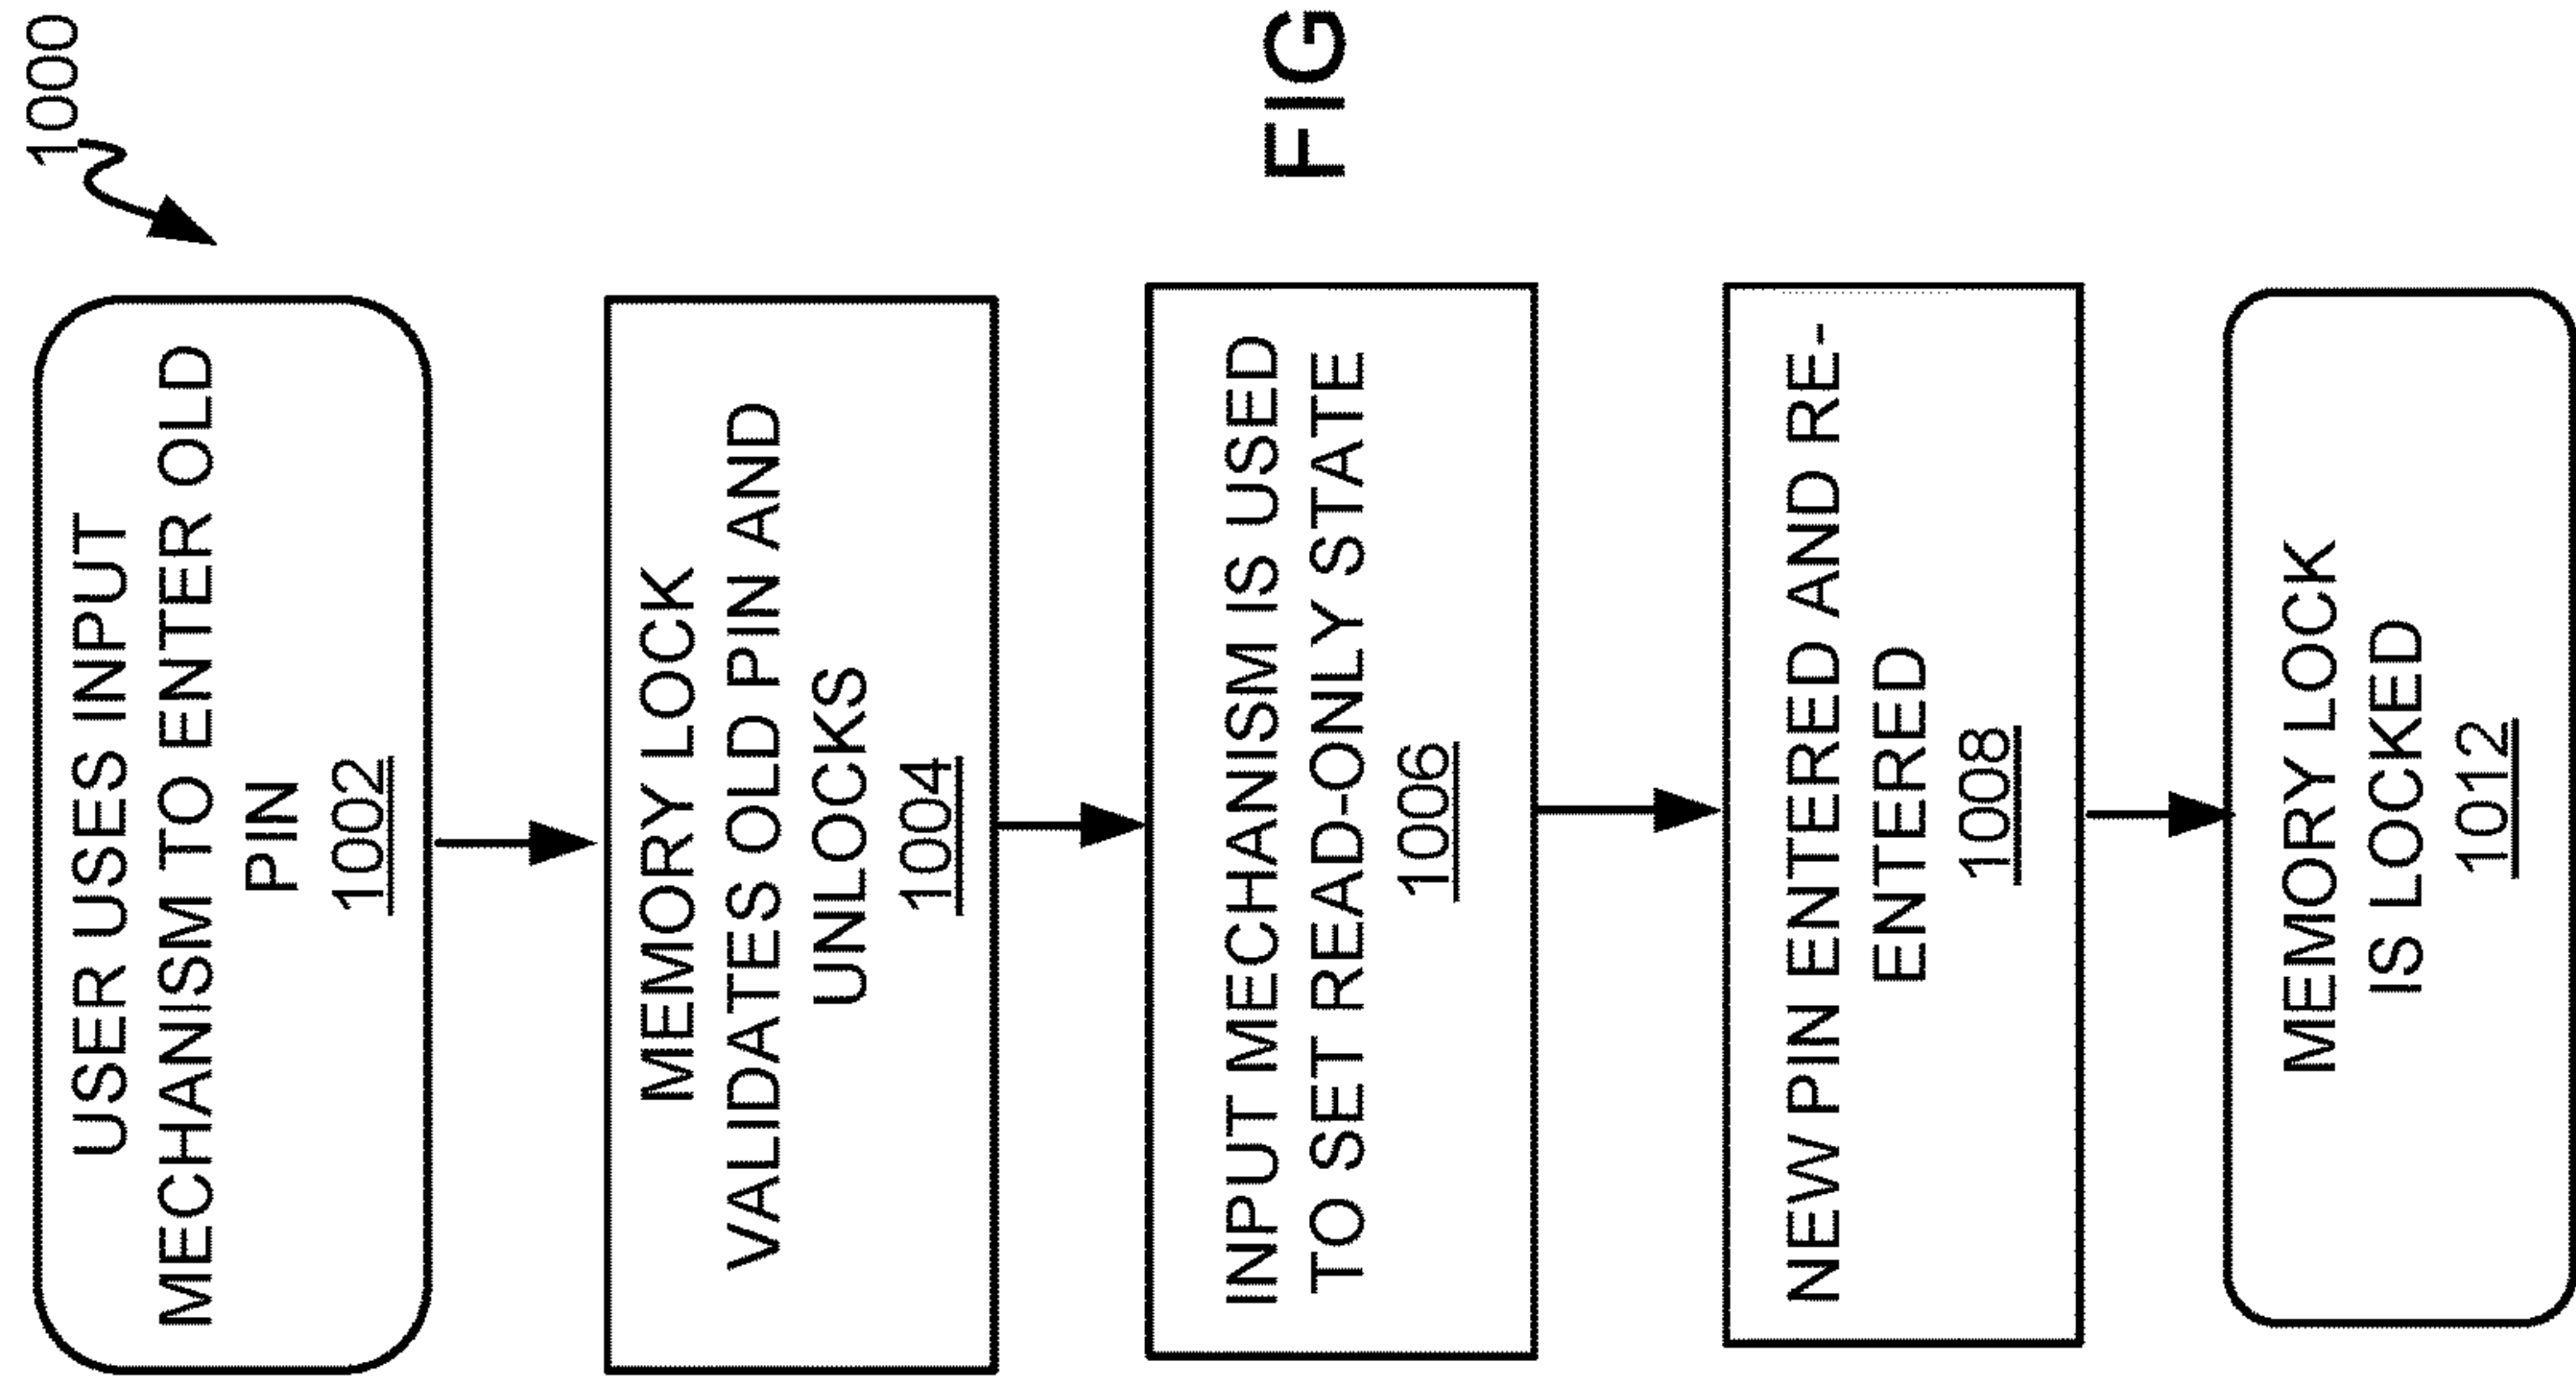 1000
USER USES INPUT
MECHANISM TO ENTER OLD
PIN
1002
MEMORY LOCK
VALIDATES OLD PIN AND
UNLOCKS
1004
INPUT MECHANISM IS USED
TO SET READ-ONLY STATE
1006
NEW PIN ENTERED AND RE-
ENTERED
1008
MEMORY LOCK
IS LOCKED
1012
FIG